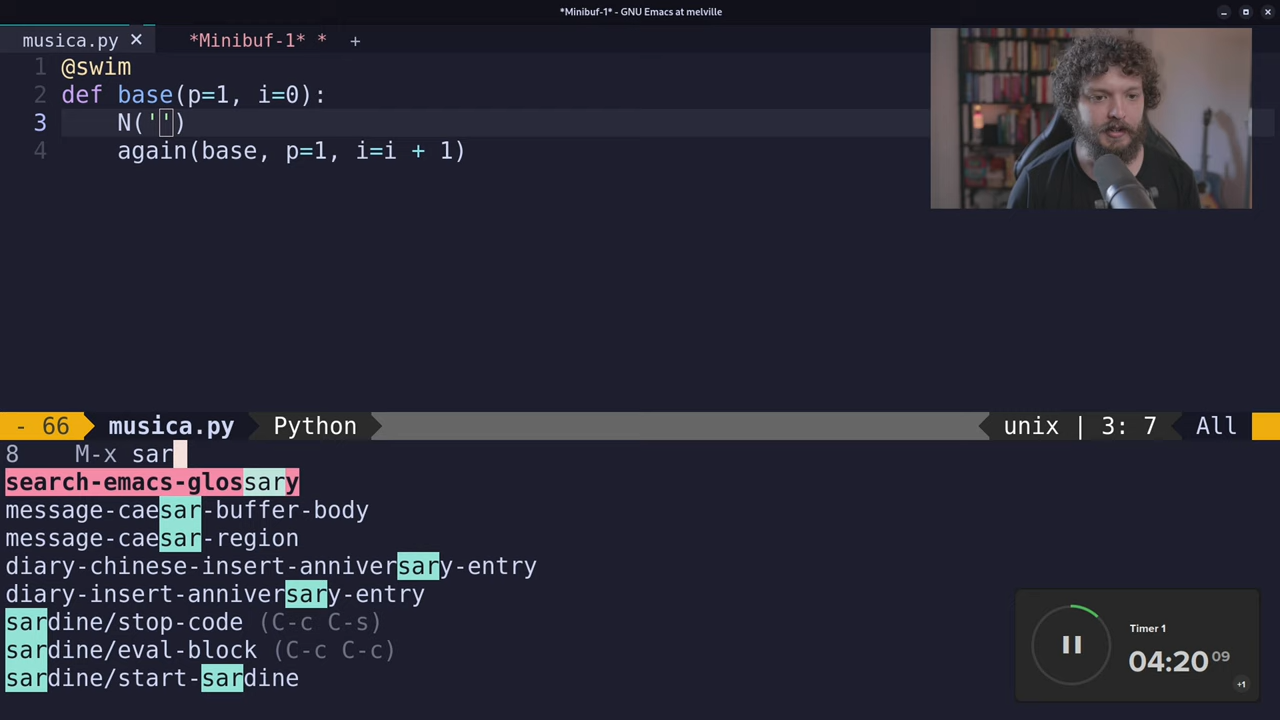 *Minibuf-1* - GNU Emacs at melville
musica.py × *Minibuf-1* * +
1 @swim
2 def base(p=1, i=0):
3 N('')
4 again(base, p=1, i=i + 1)
- 66 musica.py Python unix | 3: 7 All
8 M-x sar
search-emacs-glossary
message-caesar-buffer-body
message-caesar-region
diary-chinese-insert-anniversary-entry
diary-insert-anniversary-entry
sardine/stop-code (C-c C-s)
sardine/eval-block (C-c C-c)
sardine/start-sardine
Timer 1
04:20 09
+1